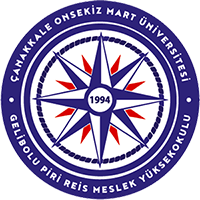 ÇANAKKALE ONSEKİZ MART ÜNİVERSİTESİ
1994
GELİBOLU PİRİ REİS MESLEK YÜKSEKOKULU